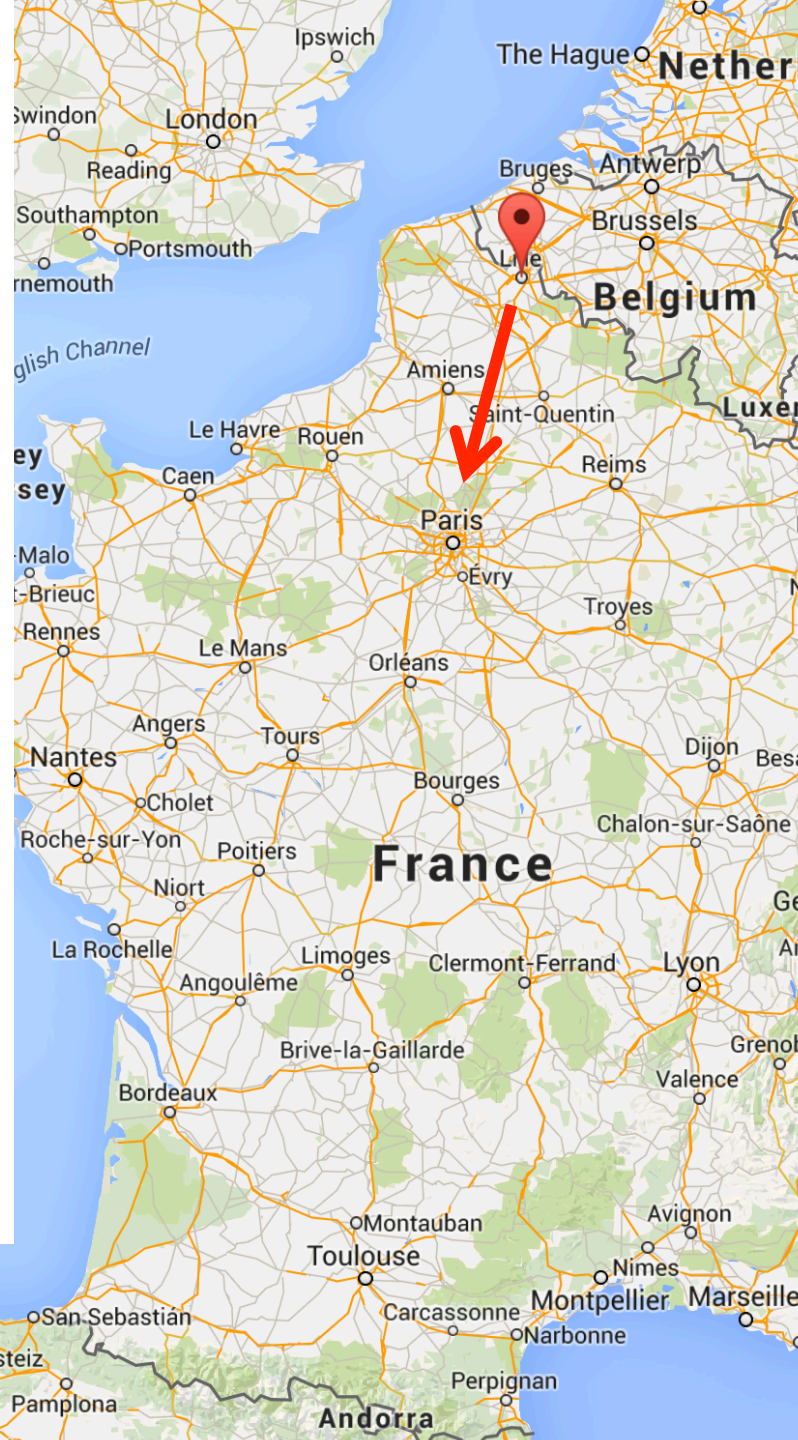 Ipswich
The Hague
Nether
Swindon
London
Reading
Bruges
Antwerp
Southampton
Portsmouth
Brussels
rnemouth
Lille
Belgium
glish Channel
Amiens
Saint-Quentin
Luxe
Le Havre
Rouen
ey
sey
Caen
Reims
Paris
-Malo
Évry
t-Brieuc
Troyes
Rennes
Le Mans
Orléans
Angers
Tours
Nantes
Dijon
Besa
Bourges
Cholet
Chalon-sur-Saône
Roche-sur-Yon
Poitiers
France
Niort
Ge
La Rochelle
Limoges
Clermont-Ferrand
Lyon
Angoulême
Brive-la-Gaillarde
Grenob
Valence
Bordeaux
Montauban
Avignon
Toulouse
Nimes
Montpellier
Marseille
San Sebastián
Carcassonne
Narbonne
steiz
Perpignan
Pamplona
Andorra